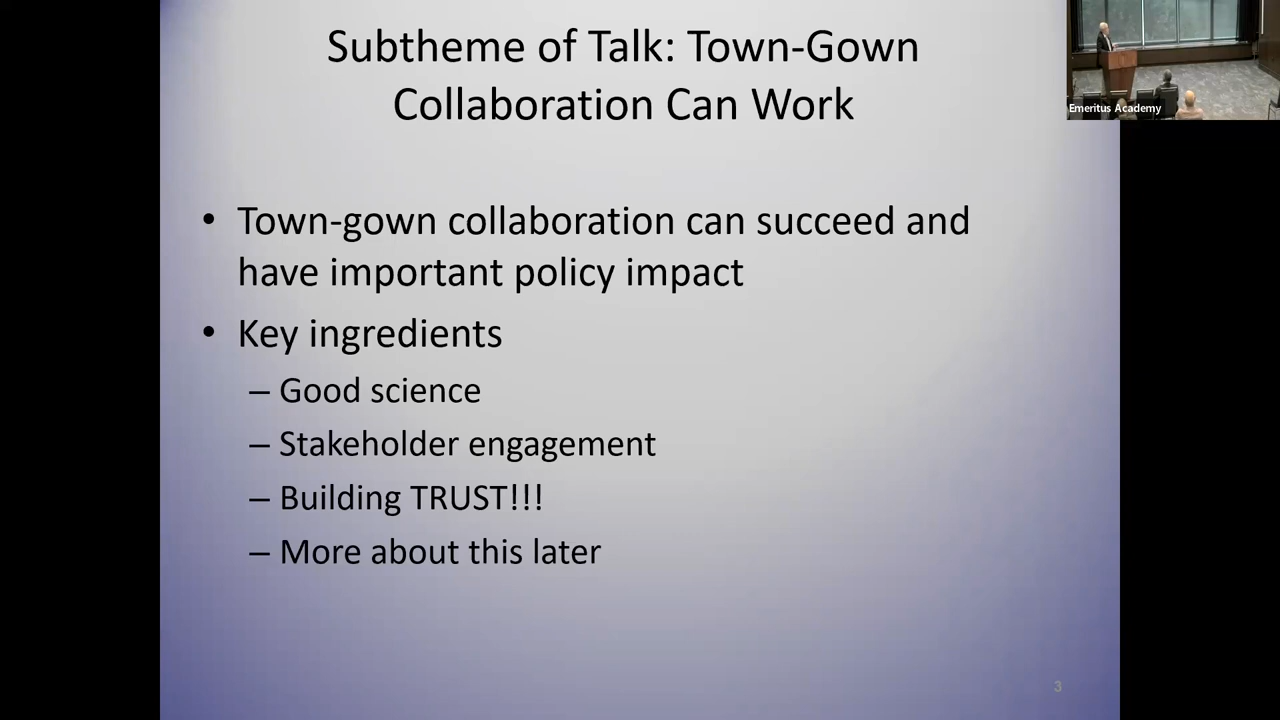 Subtheme of Talk: Town-Gown
Collaboration Can Work
Emeritus Academy
• Town-gown collaboration can succeed and
have important policy impact
• Key ingredients
– Good science
– Stakeholder engagement
– Building TRUST!!!
– More about this later
3